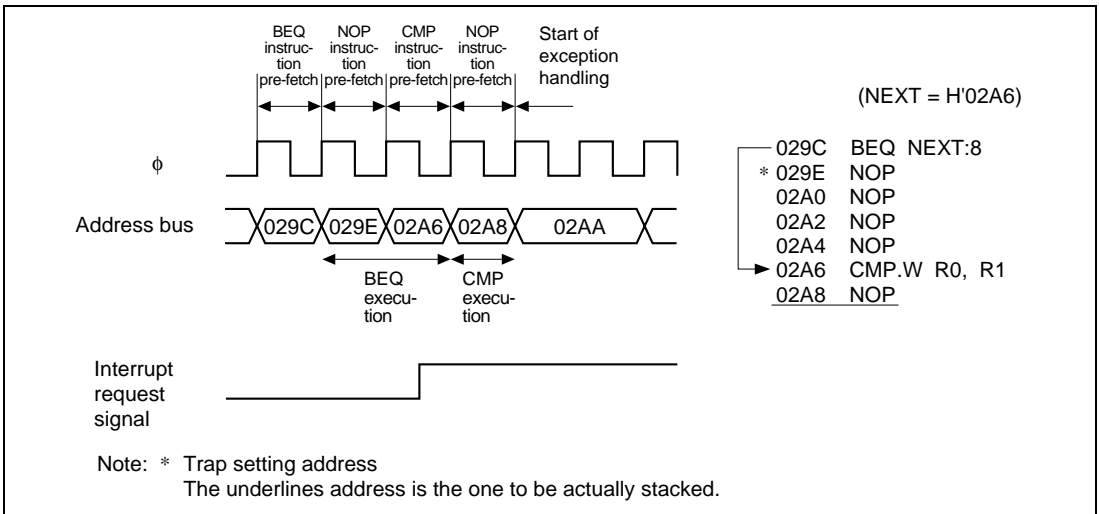 BEQ instruc- tion pre-fetch
NOP instruc- tion pre-fetch
CMP instruc- tion pre-fetch
NOP instruc- tion pre-fetch
Start of exception handling
(NEXT = H'02A6)
φ
Address bus
029C 029E 02A6 02A8 02AA
BEQ execu- tion
CMP execu- tion
029C BEQ NEXT:8
* 029E NOP
02A0 NOP
02A2 NOP
02A4 NOP
02A6 CMP.W R0, R1
02A8 NOP
Interrupt
request
signal
Note: * Trap setting address
The underlines address is the one to be actually stacked.